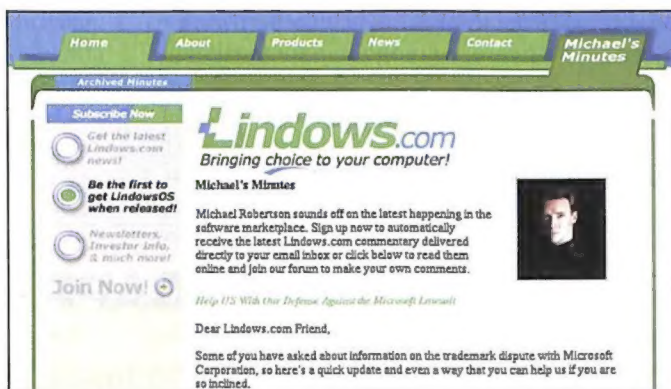 Home About Products News Contact Michael's Minutes
Archived Minutes
Subscribe Now
Get the latest
Lindows.com
news!
Be the first to
get LindowsOS
when released!
Newsletters,
Investor info,
& much more!
Join Now!
Lindows.com
Bringing choice to your computer!
Michael's Minutes
Michael Robertson sounds off on the latest happening in the
software marketplace. Sign up now to automatically
receive the latest Lindows.com commentary delivered
directly to your email inbox or click below to read them
online and join our forum to make your own comments.
Help US With Our Defense Against the Microsoft Lawsuit
Dear Lindows.com Friend,
Some of you have asked about information on the trademark dispute with Microsoft
Corporation, so here's a quick update and even a way that you can help us if you are
so inclined.